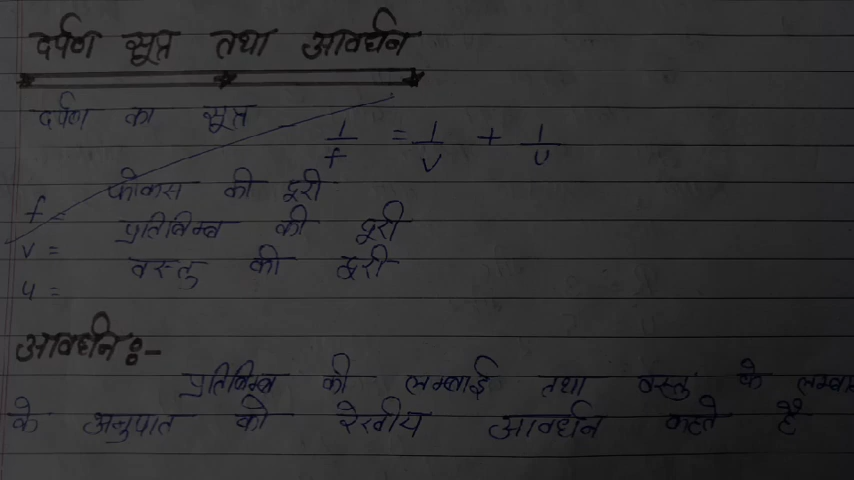 दर्पण सूत्र तथा आवर्धन
दर्पण का सूत्र
1/f = 1/v + 1/u
f = फोकस की दूरी
v = प्रतिबिम्ब की दूरी
u = वस्तु की दूरी
आवर्धन :-
प्रतिबिम्ब की लम्बाई तथा वस्तु के
के अनुपात को रेखीय आवर्धन कहते हैं